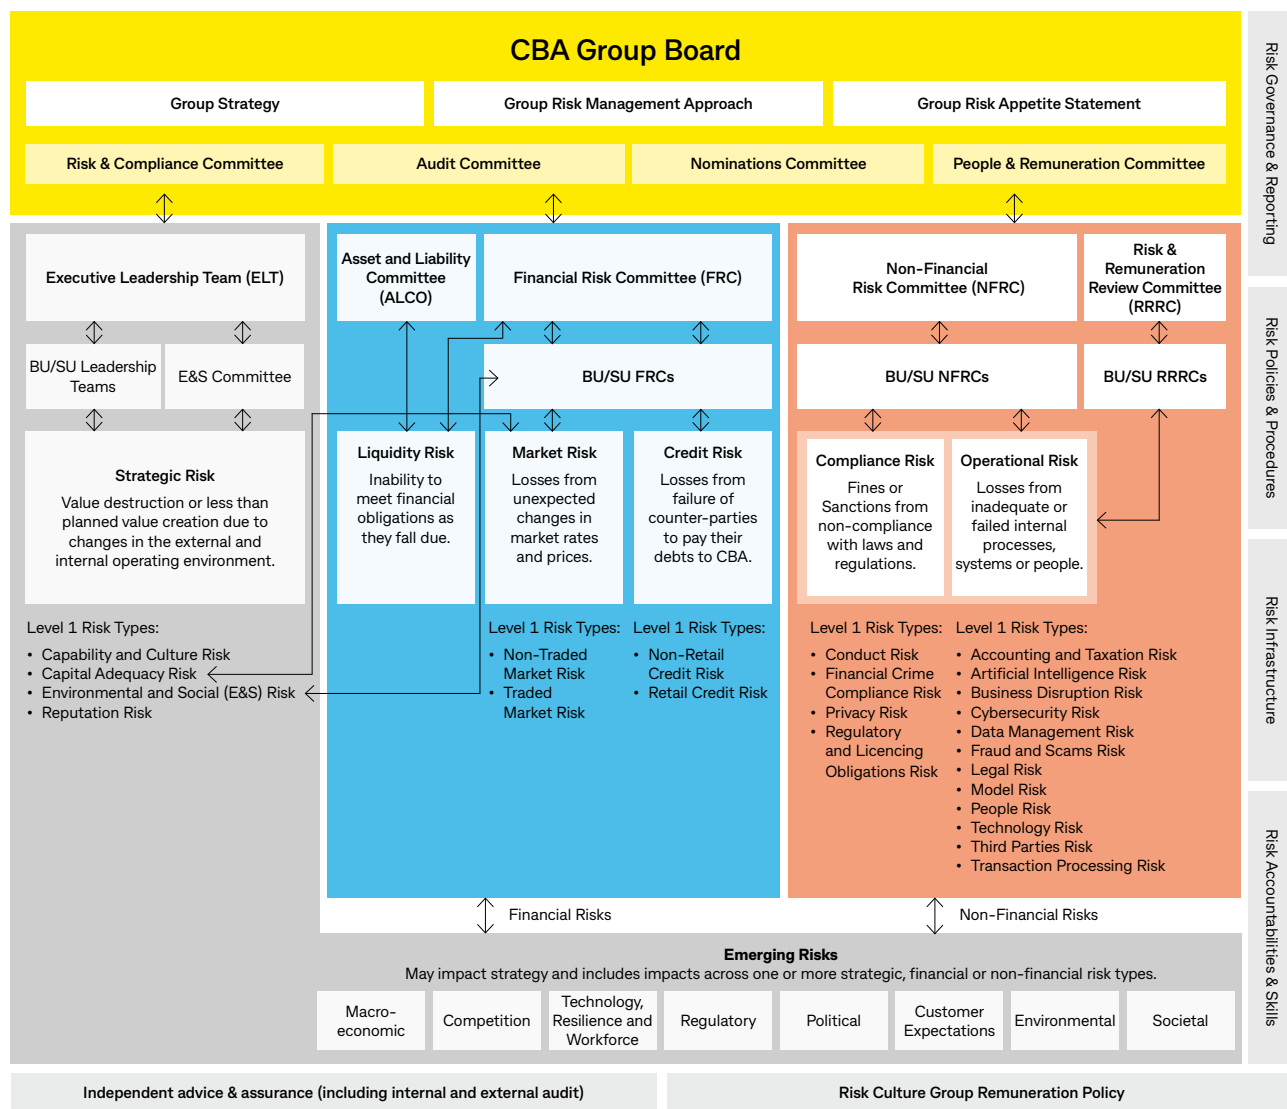 CBA Group Board
Group Strategy
Group Risk Management Approach
Group Risk Appetite Statement
Risk & Compliance Committee
Audit Committee
Nominations Committee
People & Remuneration Committee
Executive Leadership Team (ELT)
BU/SU Leadership
Teams
E&S Committee
Strategic Risk
Value destruction or less than
planned value creation due to
changes in the external and
internal operating environment.
Level 1 Risk Types:
• Capability and Culture Risk
• Capital Adequacy Risk
• Environmental and Social (E&S) Risk
• Reputation Risk
Asset and Liability
Committee
(ALCO)
Financial Risk Committee (FRC)
BU/SU FRCs
Liquidity Risk
Inability to
meet financial
obligations as
they fall due.
Market Risk
Losses from
unexpected
changes in
market rates
and prices.
Level 1 Risk Types:
• Non-Traded
Market Risk
• Traded
Market Risk
Credit Risk
Losses from
failure of
counter-parties
to pay their
debts to CBA.
Level 1 Risk Types:
• Non-Retail
Credit Risk
• Retail Credit Risk
Non-Financial
Risk Committee (NFRC)
Risk &
Remuneration
Review Committee
(RRRC)
BU/SU NFRCs
BU/SU RRRCs
Compliance Risk
Fines or
Sanctions from
non-compliance
with laws and
regulations.
Level 1 Risk Types:
• Conduct Risk
• Financial Crime
Compliance Risk
• Privacy Risk
• Regulatory
and Licencing
Obligations Risk
Operational Risk
Losses from
inadequate or
failed internal
processes,
systems or people.
Level 1 Risk Types:
• Accounting and Taxation Risk
• Artificial Intelligence Risk
• Business Disruption Risk
• Cybersecurity Risk
• Data Management Risk
• Fraud and Scams Risk
• Legal Risk
• Model Risk
• People Risk
• Technology Risk
• Third Parties Risk
• Transaction Processing Risk
Financial Risks
Non-Financial Risks
Emerging Risks
May impact strategy and includes impacts across one or more strategic, financial or non-financial risk types.
Macro-
economic
Competition
Technology,
Resilience and
Workforce
Regulatory
Political
Customer
Expectations
Environmental
Societal
Independent advice & assurance (including internal and external audit)
Risk Culture Group Remuneration Policy
Risk Governance & Reporting
Risk Policies & Procedures
Risk Infrastructure
Risk Accountabilities & Skills